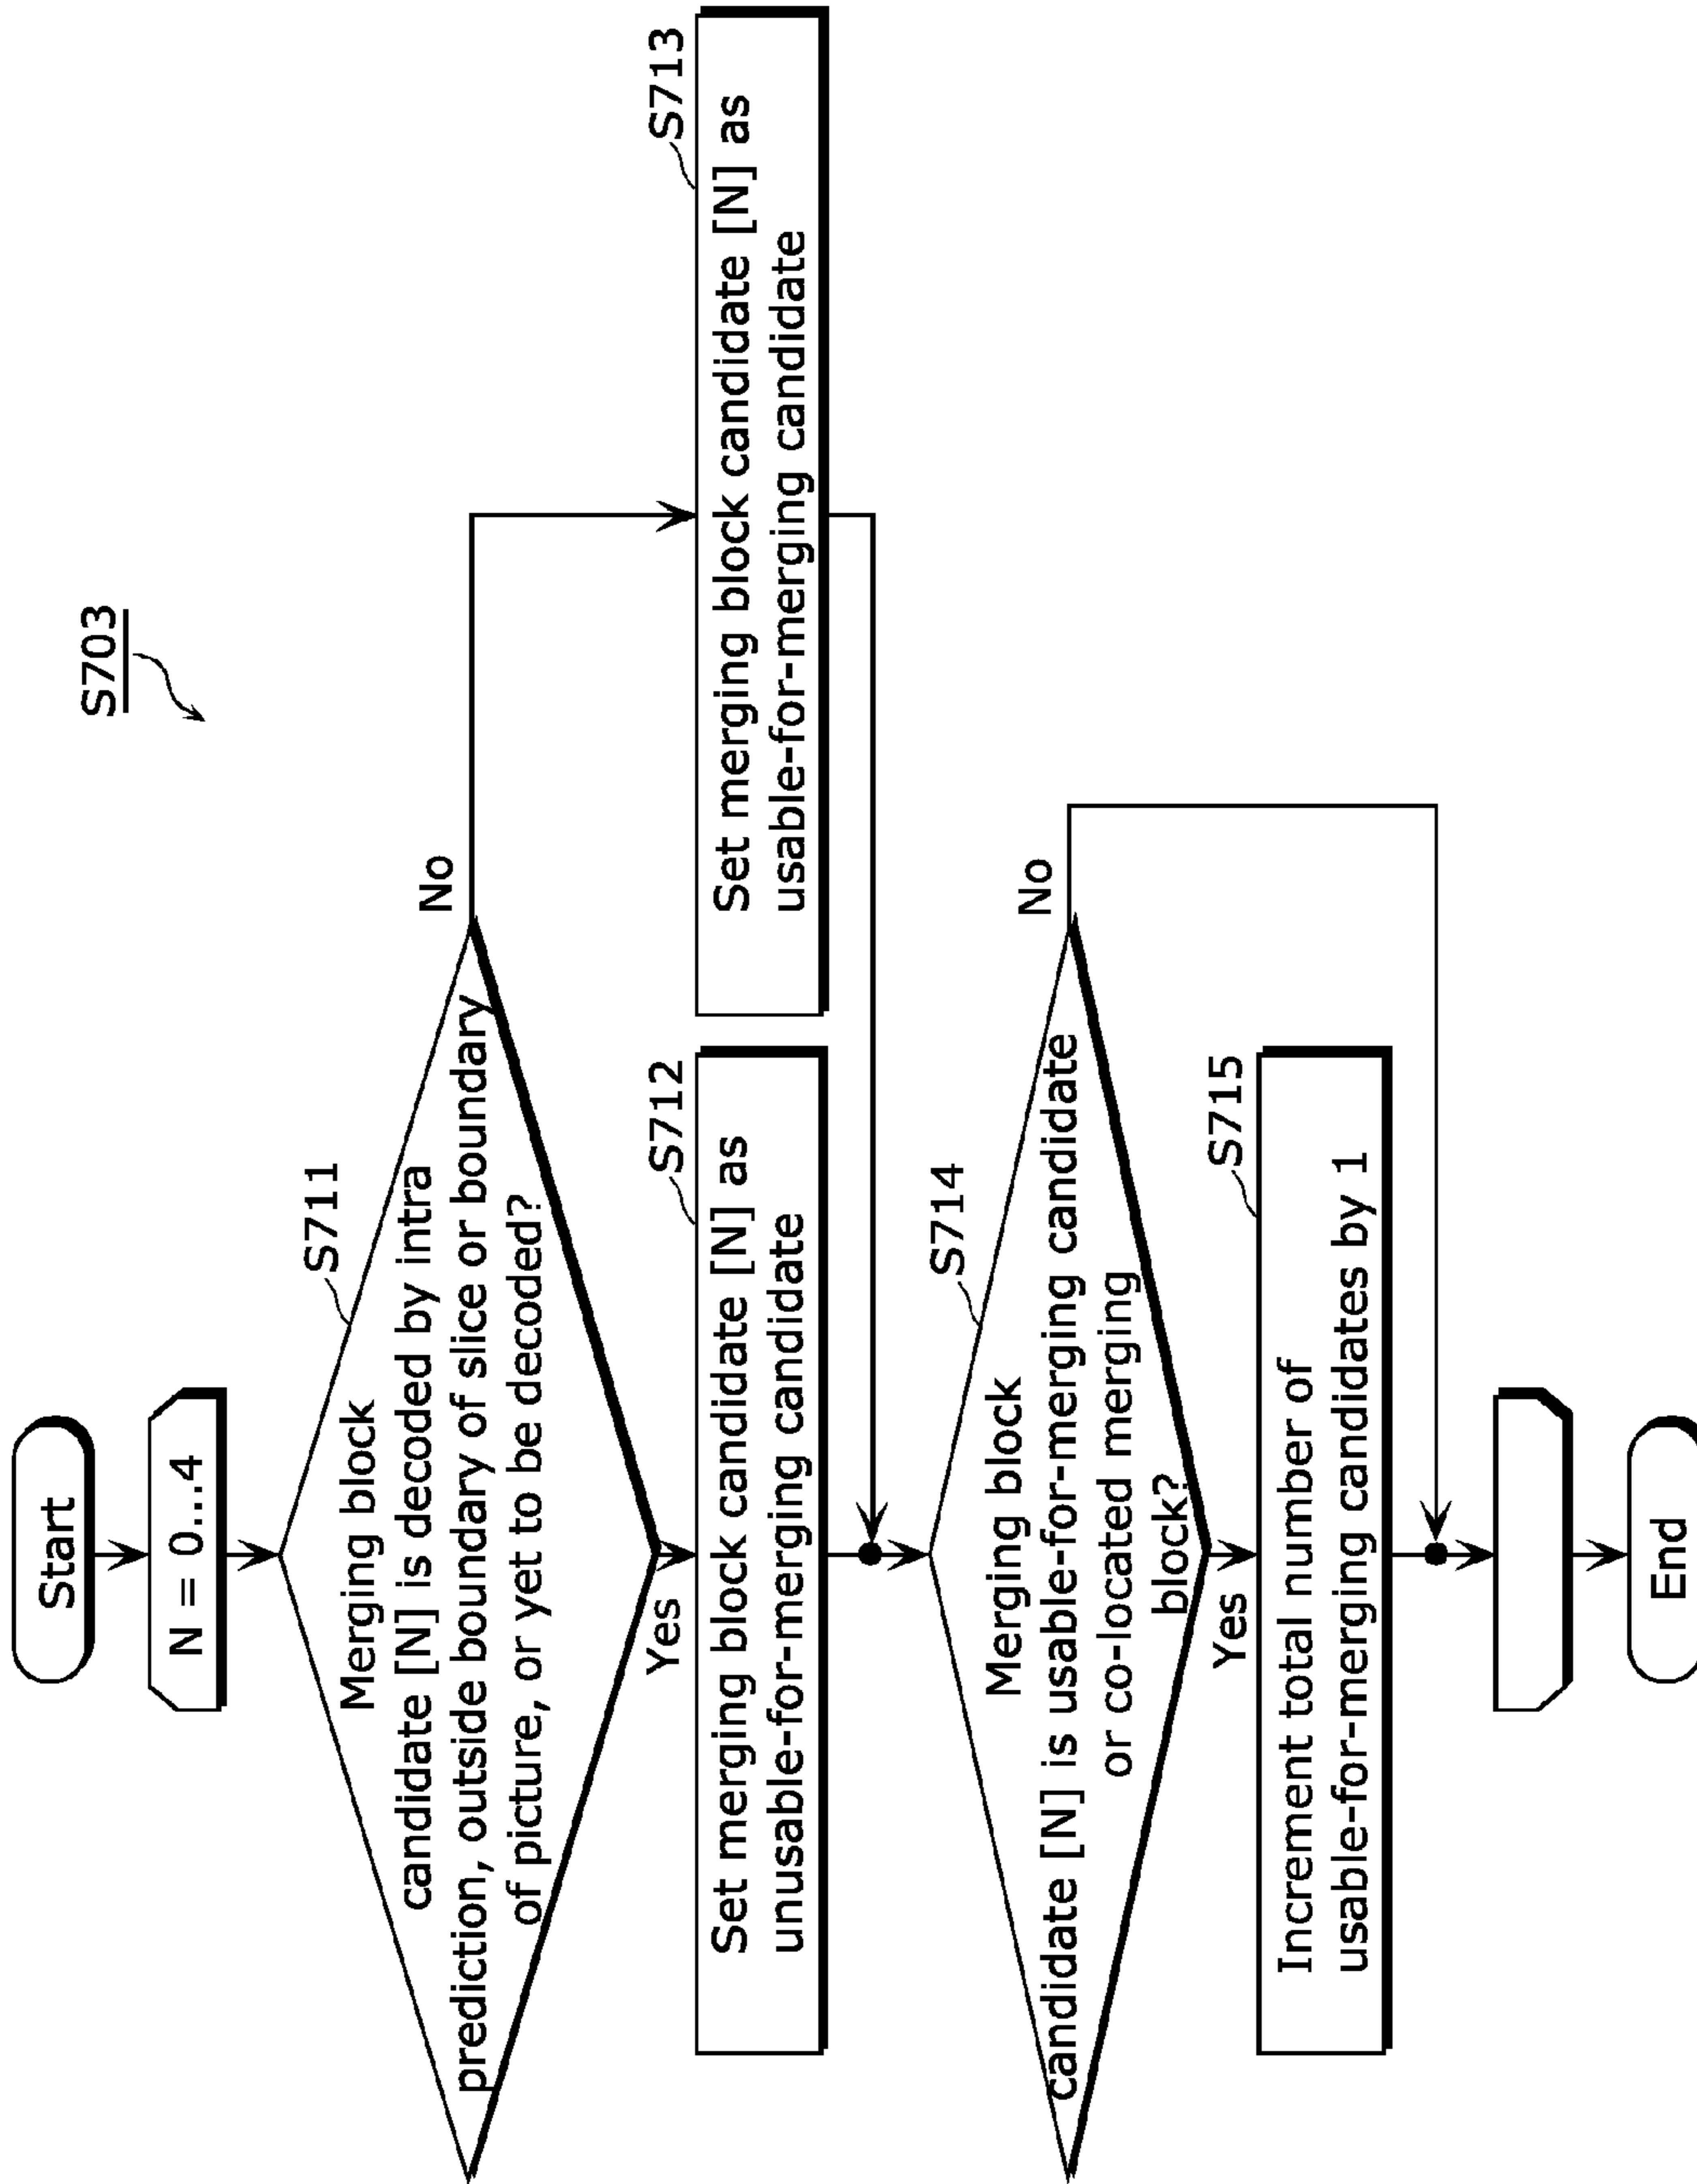 S703
Start
N = 0...4
S711
Merging block
candidate [N] is decoded by intra
prediction, outside boundary of slice or boundary
of picture, or yet to be decoded?
No
Yes
S712
Set merging block candidate [N] as
unusable-for-merging candidate
S713
Set merging block candidate [N] as
usable-for-merging candidate
S714
Merging block
candidate [N] is usable-for-merging candidate
or co-located merging
block?
No
Yes
S715
Increment total number of
usable-for-merging candidates by 1
End